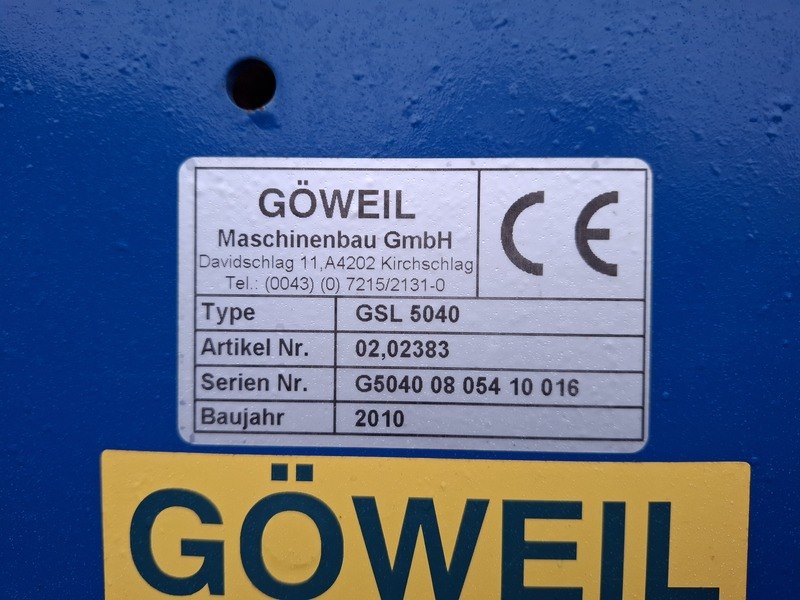 GÖWEIL
Maschinenbau GmbH
Davidschlag 11,A4202 Kirchschlag
Tel.: (0043) (0) 7215/2131-0
CE
Type GSL 5040
Artikel Nr. 02,02383
Serien Nr. G5040 08 054 10 016
Baujahr 2010
GÖWEIL